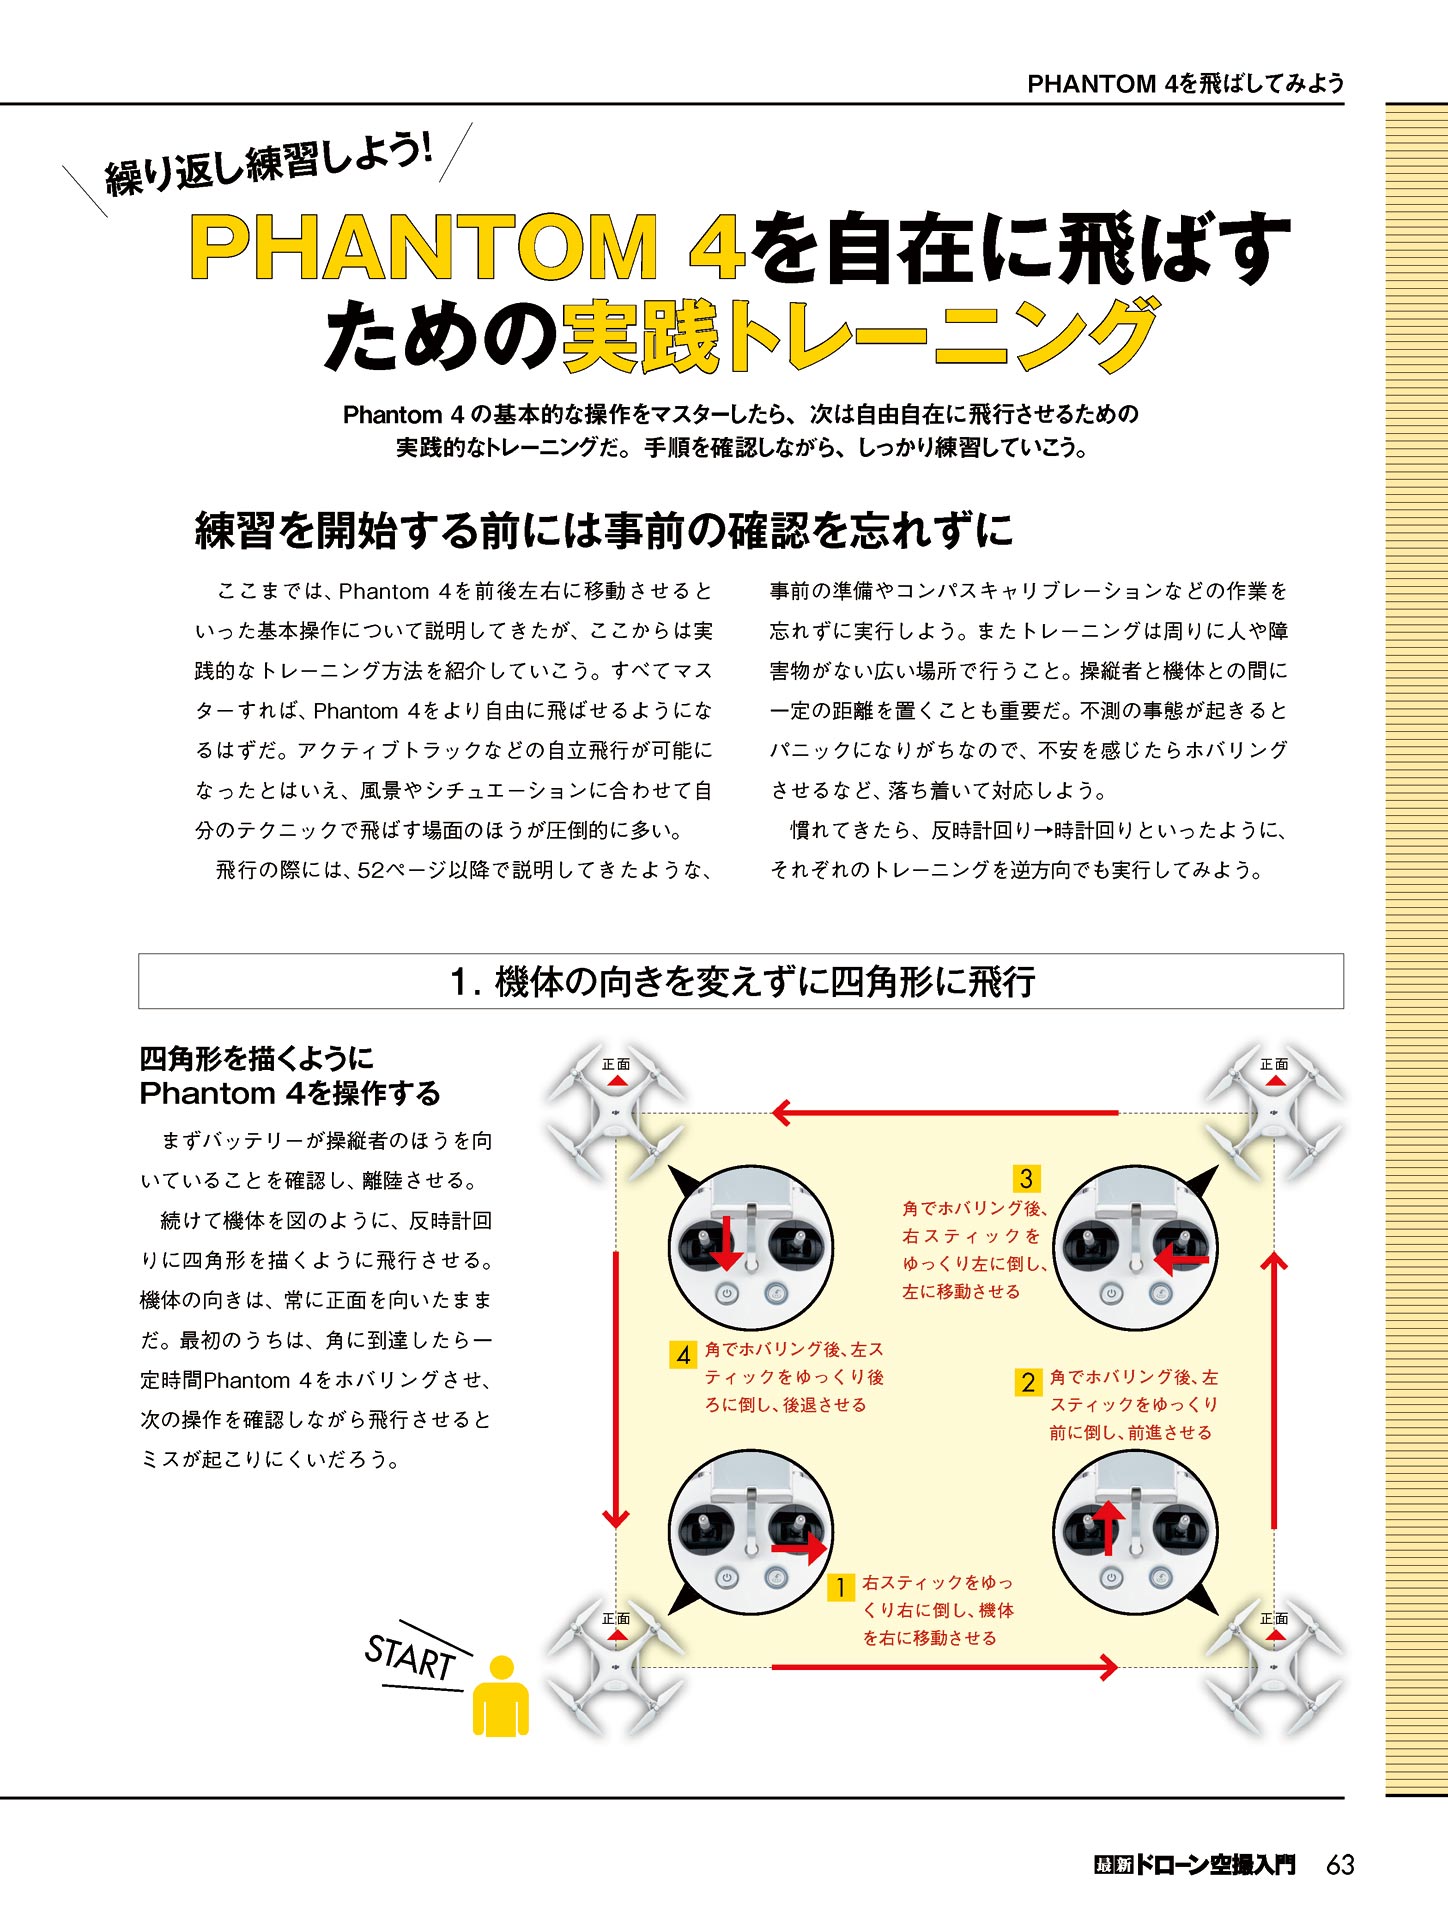 PHANTOM 4を飛ばしてみよう
繰り返し練習しよう!
PHANTOM 4を自在に飛ばす
ための実践トレーニング
Phantom 4 の基本的な操作をマスターしたら、次は自由自在に飛行させるための
実践的なトレーニングだ。手順を確認しながら、しっかり練習していこう。
練習を開始する前には事前の確認を忘れずに
ここまでは、Phantom 4を前後左右に移動させると
いった基本操作について説明してきたが、ここからは実
践的なトレーニング方法を紹介していこう。すべてマス
ターすれば、Phantom 4をより自由に飛ばせるようにな
るはずだ。アクティブトラックなどの自立飛行が可能に
なったとはいえ、風景やシチュエーションに合わせて自
分のテクニックで飛ばす場面のほうが圧倒的に多い。
飛行の際には、52ページ以降で説明してきたような、
事前の準備やコンパスキャリブレーションなどの作業を
忘れずに実行しよう。またトレーニングは周りに人や障
害物がない広い場所で行うこと。操縦者と機体との間に
一定の距離を置くことも重要だ。不測の事態が起きると
パニックになりがちなので、不安を感じたらホバリング
させるなど、落ち着いて対応しよう。
慣れてきたら、反時計回り→時計回りといったように、
それぞれのトレーニングを逆方向でも実行してみよう。
1. 機体の向きを変えずに四角形に飛行
四角形を描くように
Phantom 4を操作する
まずバッテリーが操縦者のほうを向
いていることを確認し、離陸させる。
続けて機体を図のように、反時計回
りに四角形を描くように飛行させる。
機体の向きは、常に正面を向いたまま
だ。最初のうちは、角に到達したら一
定時間Phantom 4をホバリングさせ、
次の操作を確認しながら飛行させると
ミスが起こりにくいだろう。
正面
正面
3
角でホバリング後、
右スティックを
ゆっくり左に倒し、
左に移動させる
4
角でホバリング後、左ス
ティックをゆっくり後
ろに倒し、後退させる
2
角でホバリング後、左
スティックをゆっくり
前に倒し、前進させる
1
右スティックをゆっ
くり右に倒し、機体
を右に移動させる
正面
正面
START
最新ドローン空撮入門 63